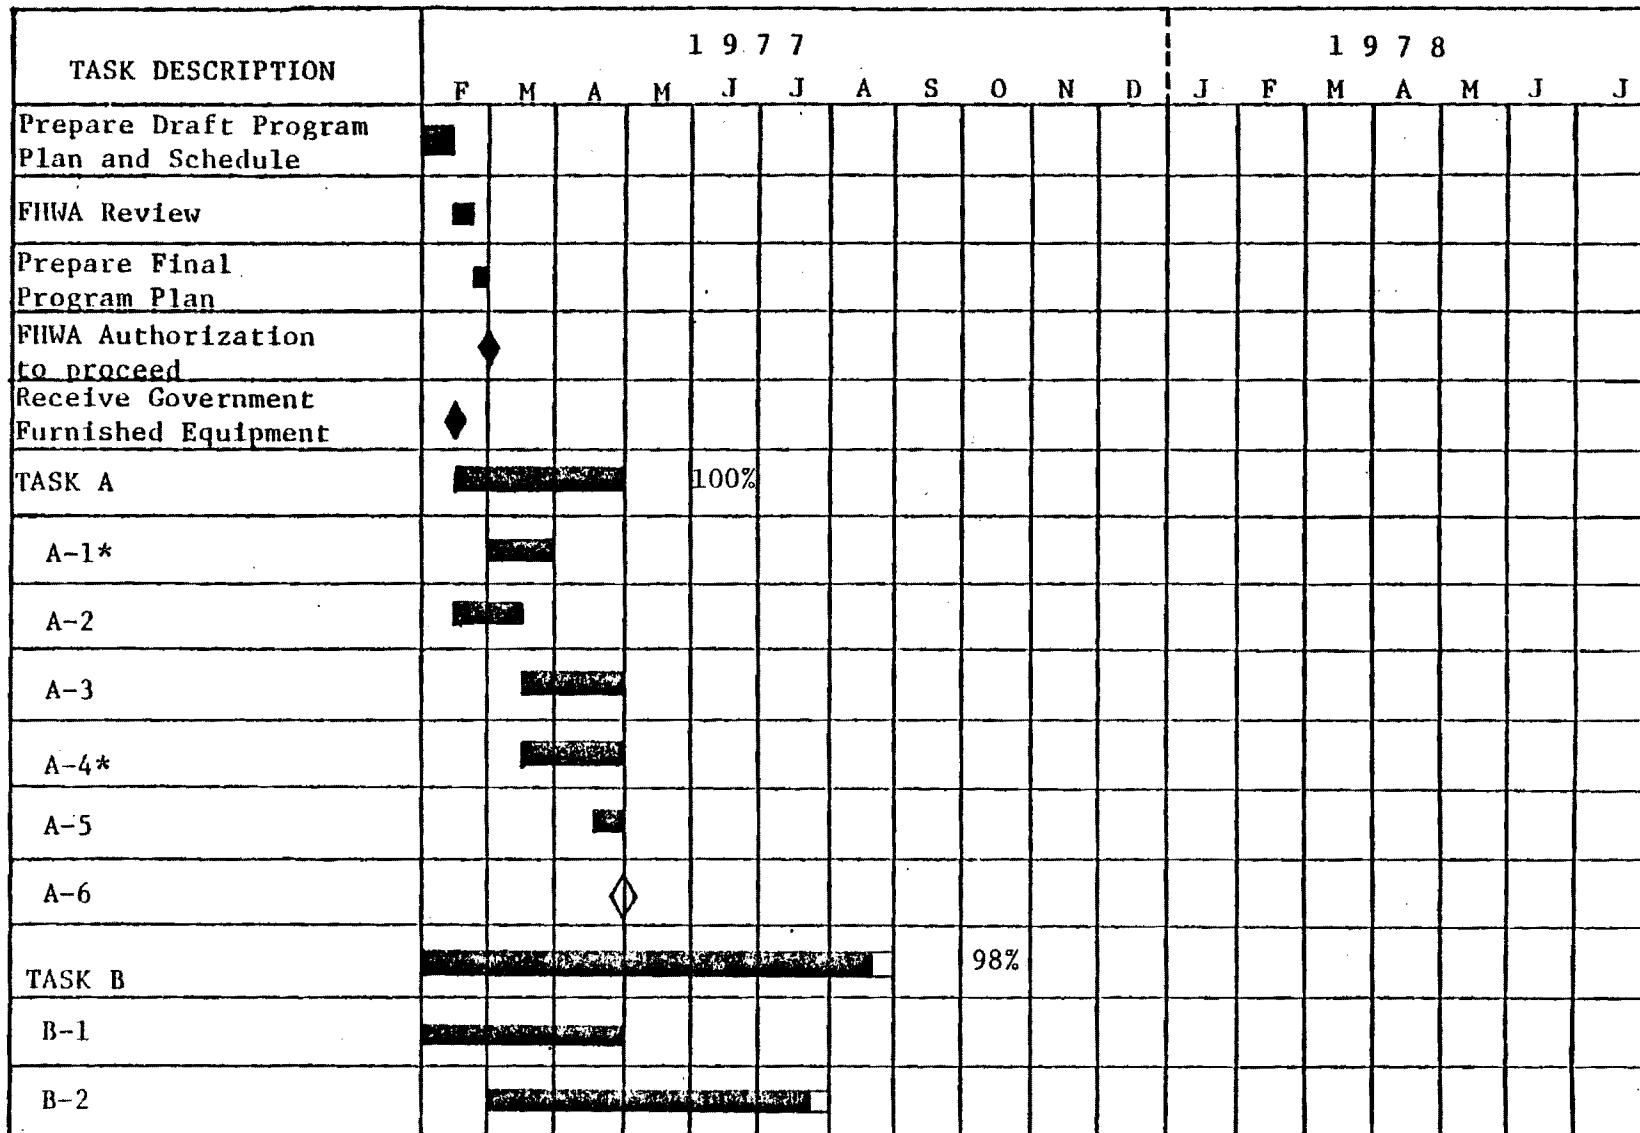 1 9 7 7
1 9 7 8
TASK DESCRIPTION
F M A M J J A S O N D J F M A M J J
Prepare Draft Program
Plan and Schedule
FHWA Review
Prepare Final
Program Plan
FHWA Authorization
to proceed
Receive Government
Furnished Equipment
TASK A
100%
A-1*
A-2
A-3
A-4*
A-5
A-6
TASK B
98%
B-1
B-2